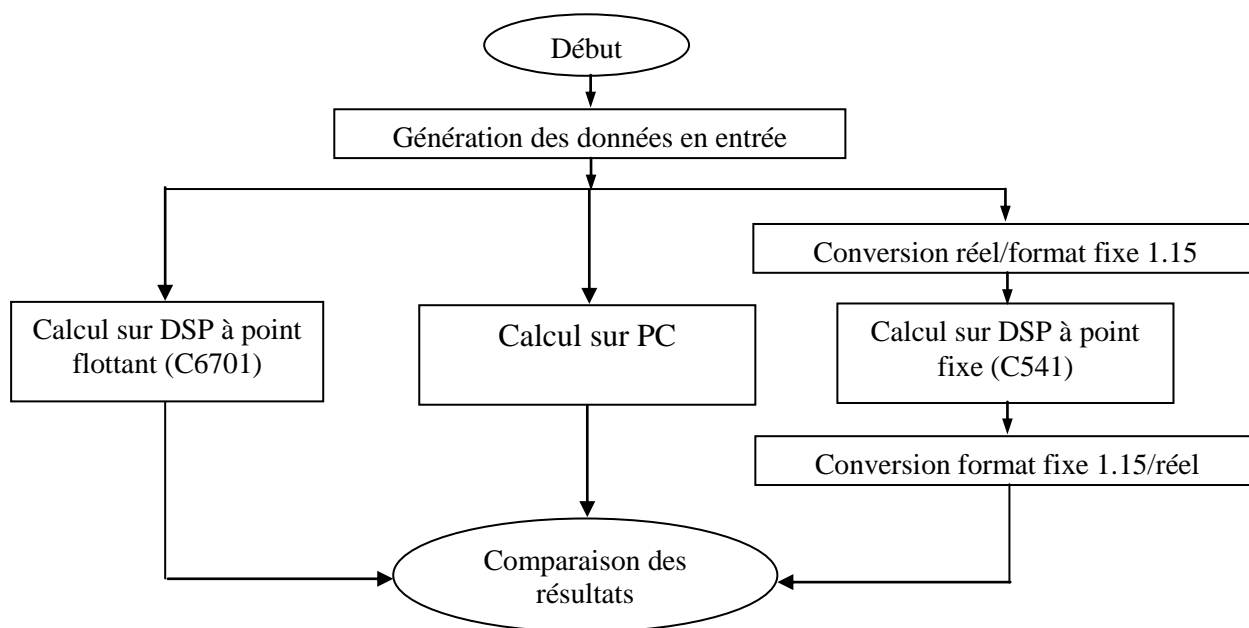 Début
Génération des données en entrée
Conversion réel/format fixe 1.15
Calcul sur DSP à point
flottant (C6701)
Calcul sur PC
Calcul sur DSP à point
fixe (C541)
Conversion format fixe 1.15/réel
Comparaison des
résultats